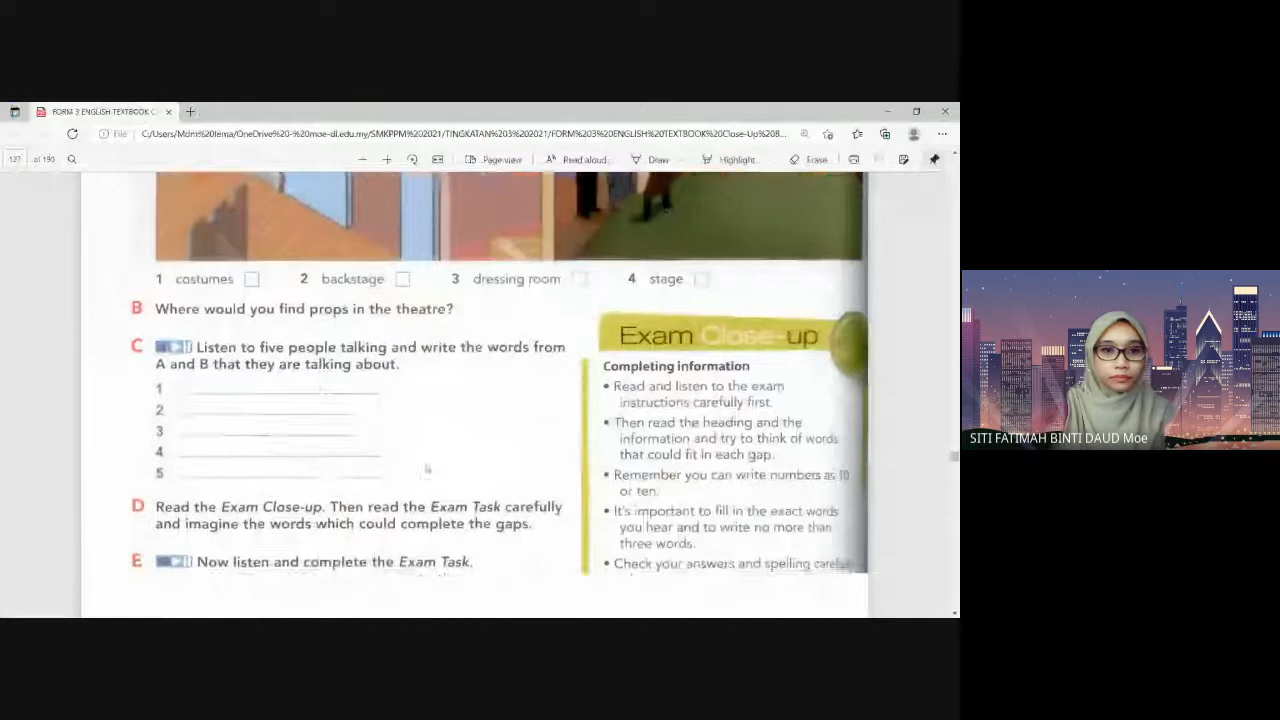 FORM 3 ENGLISH TEXTBOOK C
File
127 of 190
Page view
Read aloud
Draw
Highlight
Erase
1 costumes
2 backstage
3 dressing room
4 stage
B Where would you find props in the theatre?
C Listen to five people talking and write the words from
A and B that they are talking about.
1
2
3
4
5
D Read the Exam Close-up. Then read the Exam Task carefully
and imagine the words which could complete the gaps.
E Now listen and complete the Exam Task.
Exam Close-up
Completing information
• Read and listen to the exam
instructions carefully first.
• Then read the heading and the
information and try to think of words
that could fit in each gap.
• Remember you can write numbers as 10
or ten.
• It's important to fill in the exact words
you hear and to write no more than
three words.
• Check your answers and spelling
SITI FATIMAH BINTI DAUD Moe